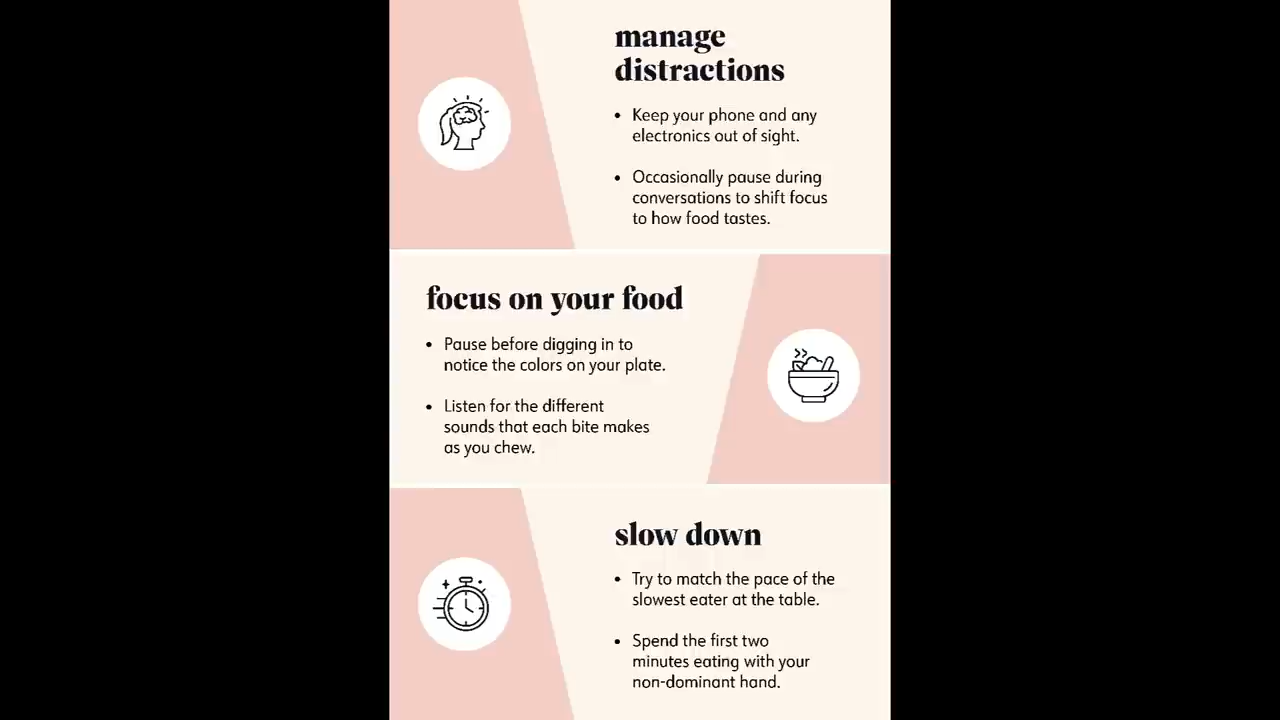 manage
distractions
• Keep your phone and any
electronics out of sight.
• Occasionally pause during
conversations to shift focus
to how food tastes.
focus on your food
• Pause before digging in to
notice the colors on your plate.
• Listen for the different
sounds that each bite makes
as you chew.
slow down
• Try to match the pace of the
slowest eater at the table.
• Spend the first two
minutes eating with your
non-dominant hand.